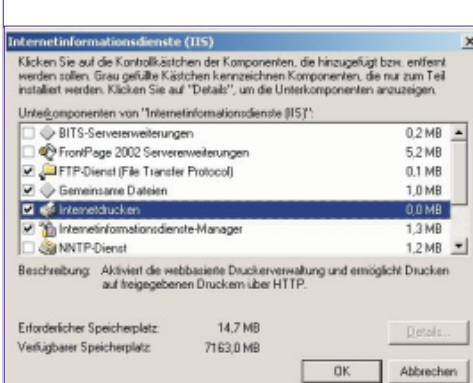 Internetinformationsdienste (IIS)
Klicken Sie auf die Kontrollkästchen der Komponenten, die hinzugefügt bzw. entfernt
werden sollen. Grau gefüllte Kästchen kennzeichnen Komponenten, die nur zum Teil
installiert werden. Klicken Sie auf "Details", um die Unterkomponenten anzuzeigen.
Unterkomponenten von "Internetinformationsdienste (IIS)":
BITS-Servererweiterungen 0,2 MB
FrontPage 2002 Servererweiterungen 5,2 MB
FTP-Dienst (File Transfer Protocol) 0,1 MB
Gemeinsame Dateien 1,0 MB
Internetdrucken 0,0 MB
Internetinformationsdienste-Manager 1,3 MB
NNTP-Dienst 1,2 MB
Beschreibung: Aktiviert die webbasierte Druckerverwaltung und ermöglicht Drucken
auf freigegebenen Druckern über HTTP.
Erforderlicher Speicherplatz: 14,7 MB
Verfügbarer Speicherplatz: 7163,0 MB
Details...
OK Abbrechen